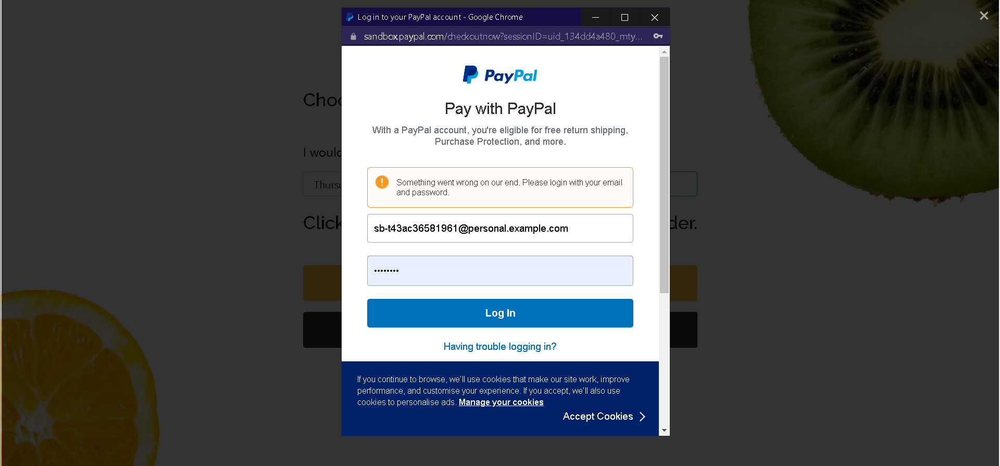 Log in to your PayPal account - Google Chrome
sandbox.paypal.com/checkoutnow?sessionID=uid_134dd4a480_mty...
PayPal
Pay with PayPal
With a PayPal account, you're eligible for free return shipping,
Purchase Protection, and more.
I would
Something went wrong on our end. Please login with your email
and password.
sb-t43ac36581961@personal.example.com
Log In
Having trouble logging in?
If you continue to browse, we'll use cookies that make our site work, improve
performance, and customise your experience. If you accept, we'll also use
cookies to personalise ads. Manage your cookies
Accept Cookies